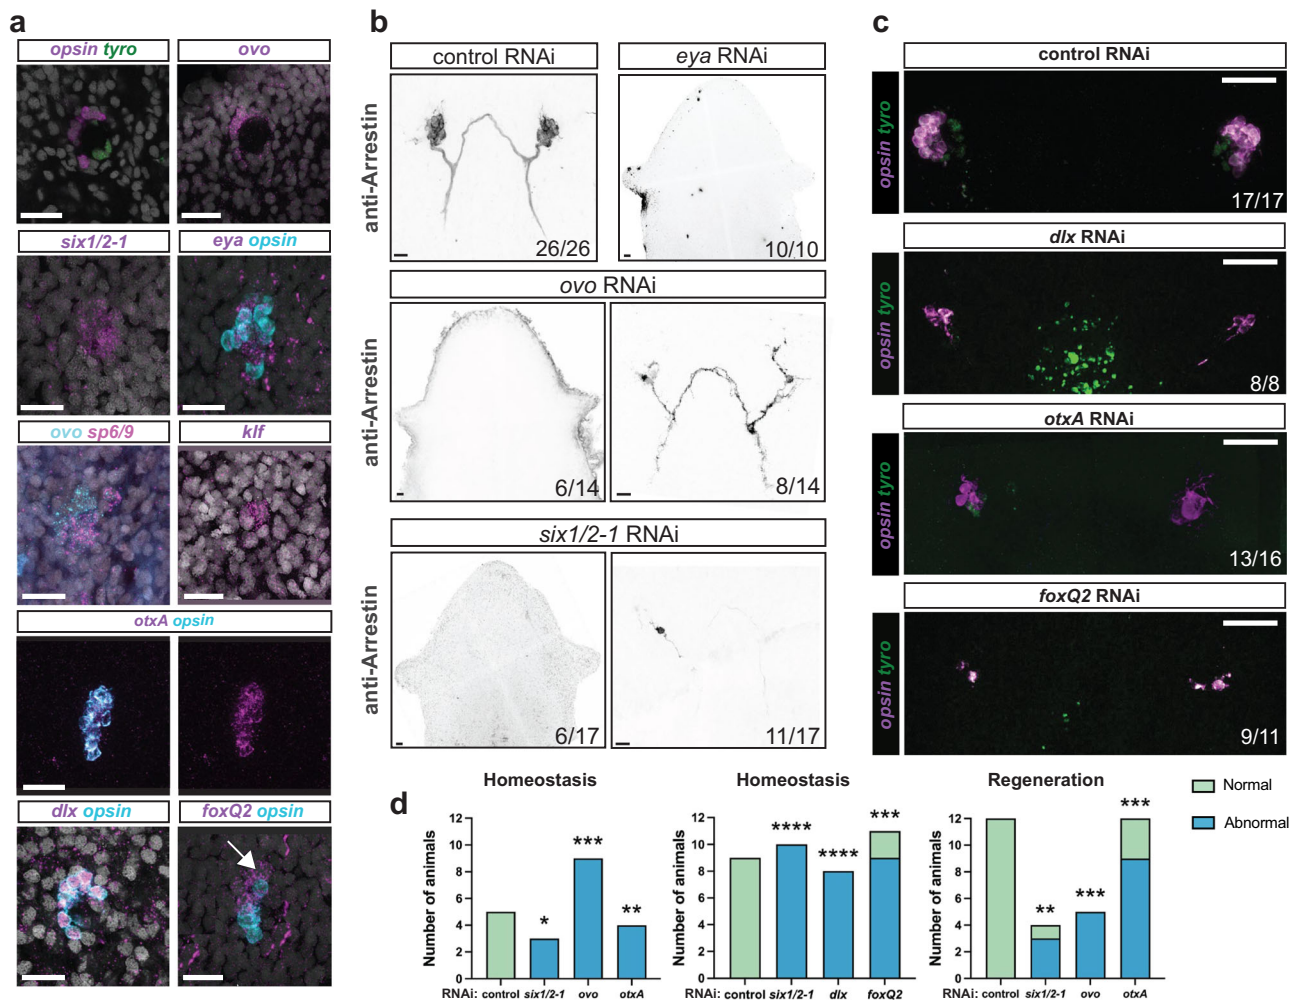 a
opsin tyro
ovo
six1/2-1
eya opsin
ovo sp6/9
klf
otxA opsin
dlx opsin
foxQ2 opsin
b
control RNAi
eya RNAi
anti-Arrestin
26/26
10/10
ovo RNAi
anti-Arrestin
6/14
8/14
six1/2-1 RNAi
anti-Arrestin
6/17
11/17
c
control RNAi
opsin tyro
17/17
dlx RNAi
opsin tyro
8/8
otxA RNAi
opsin tyro
13/16
foxQ2 RNAi
opsin tyro
9/11
d
Homeostasis
Number of animals
12
10
8
6
4
2
0
*
***
**
RNAi: control six1/2-1 ovo otxA
Homeostasis
Number of animals
12
10
8
6
4
2
0
****
****
***
RNAi: control six1/2-1 dlx foxQ2
Regeneration
Number of animals
12
10
8
6
4
2
0
**
***
***
RNAi: control six1/2-1 ovo otxA
Normal
Abnormal